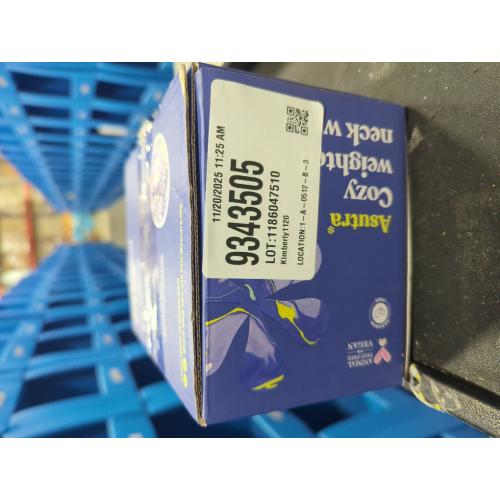 11/20/2025 11:25 AM
9343505
LOT:1186047510
Kimberly1120
LOCATION:1-A-0512-B-3
Asutra*
Cozy
weighte
neck w
ANIMAL
TEST-FREE
VEGAN